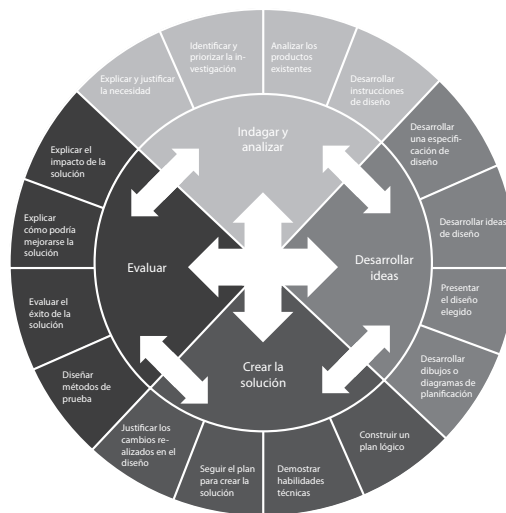 Explicar y justificar
la necesidad
Identificar y
priorizar la in-
vestigación
Analizar los
productos
existentes
Desarrollar
instrucciones
de diseño
Indagar y
analizar
Desarrollar
una especifi-
cación de
diseño
Desarrollar ideas
de diseño
Presentar
el diseño
elegido
Desarrollar
dibujos o
diagramas de
planificación
Desarrollar
ideas
Construir un
plan lógico
Demostrar
habilidades
técnicas
Seguir el plan
para crear la
solución
Justificar los
cambios re-
alizados en el
diseño
Crear la
solución
Diseñar
métodos de
prueba
Evaluar el
éxito de la
solución
Explicar
cómo podría
mejorarse la
solución
Explicar el
impacto de la
solución
Evaluar